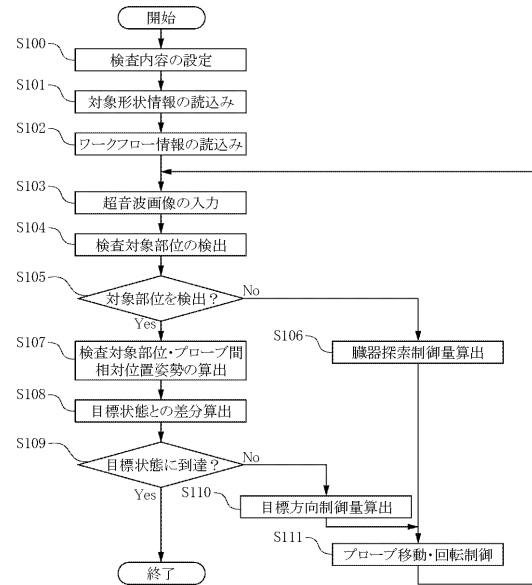 開始
S100
検査内容の設定
S101
対象形状情報の読込み
S102
ワークフロー情報の読込み
S103
超音波画像の入力
S104
検査対象部位の検出
S105
対象部位を検出？
No
Yes
S106
臓器探索制御量算出
S107
検査対象部位・プローブ間
相対位置姿勢の算出
S108
目標状態との差分算出
S109
目標状態に到達？
No
Yes
S110
目標方向制御量算出
S111
プローブ移動・回転制御
終了